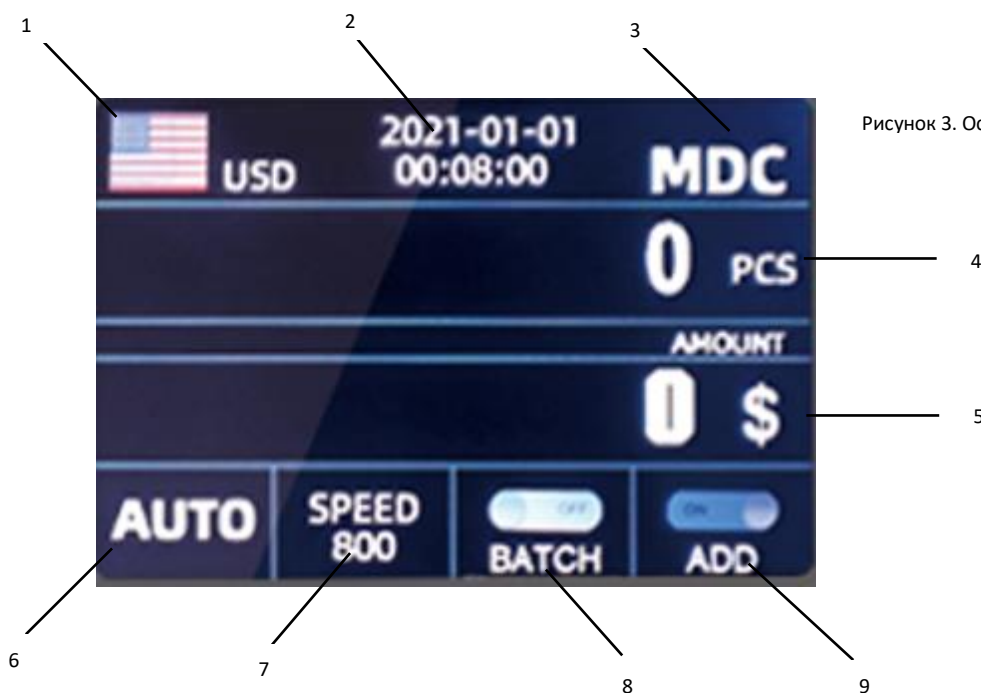 1
2
3
USD
2021-01-01
00:08:00
MDC
Рисунок 3.
0 PCS
4
AMOUNT
0 $
5
AUTO
SPEED
800
OFF
BATCH
ON
ADD
6
7
8
9